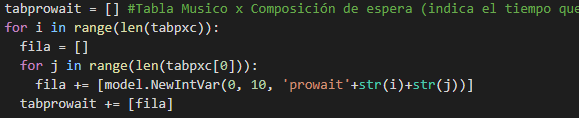 tabprowait = [] #Tabla Musico x Composición de espera (indica el tiempo que
for i in range(len(tabpxc)):
  fila = []
  for j in range(len(tabpxc[0])):
    fila += [model.NewIntVar(0, 10, 'prowait'+str(i)+str(j))]
  tabprowait += [fila]